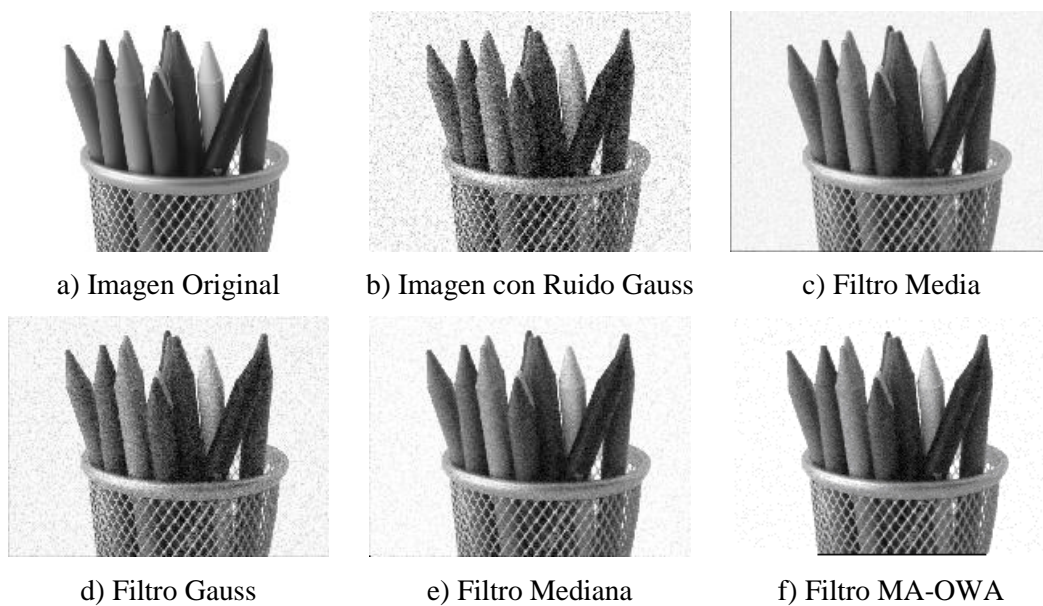 a) Imagen Original
b) Imagen con Ruido Gauss
c) Filtro Media
d) Filtro Gauss
e) Filtro Mediana
f) Filtro MA-OWA